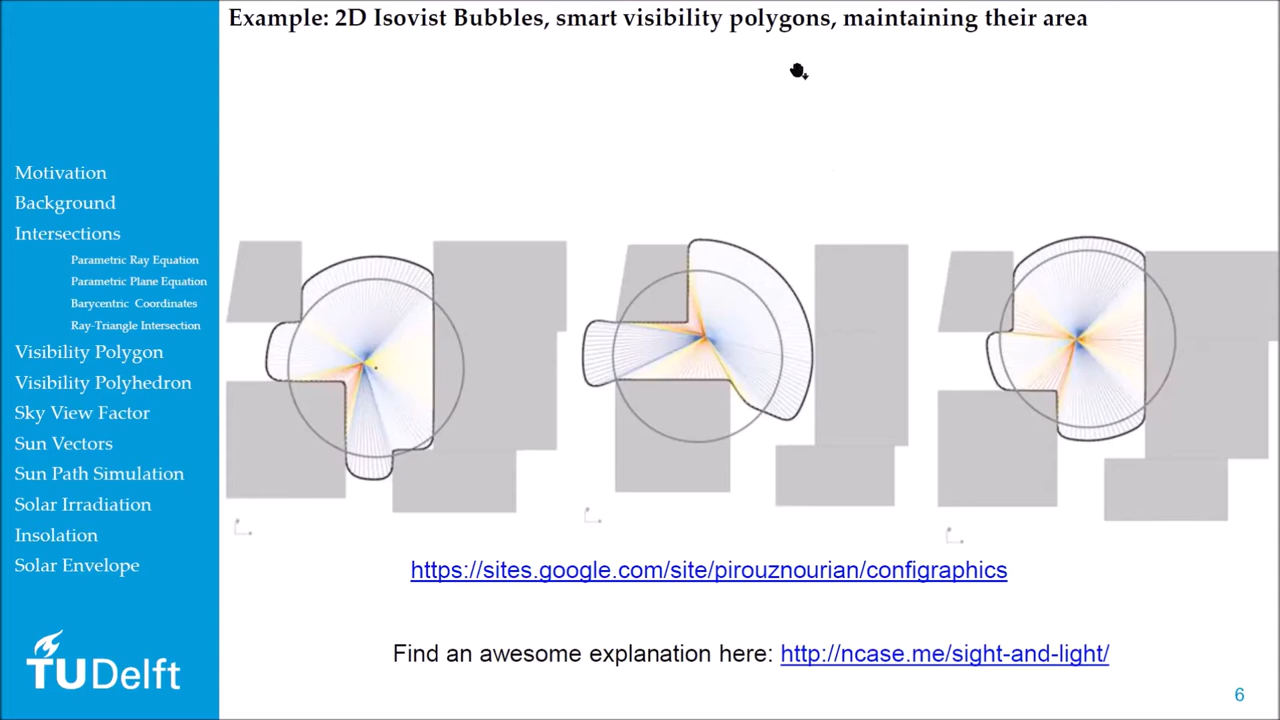 Example: 2D Isovist Bubbles, smart visibility polygons, maintaining their area
Motivation
Background
Intersections
Parametric Ray Equation
Parametric Plane Equation
Barycentric Coordinates
Ray-Triangle Intersection
Visibility Polygon
Visibility Polyhedron
Sky View Factor
Sun Vectors
Sun Path Simulation
Solar Irradiation
Insolation
Solar Envelope
https://sites.google.com/site/pirouznourian/configraphics
Find an awesome explanation here: http://ncase.me/sight-and-light/
TUDelft
6